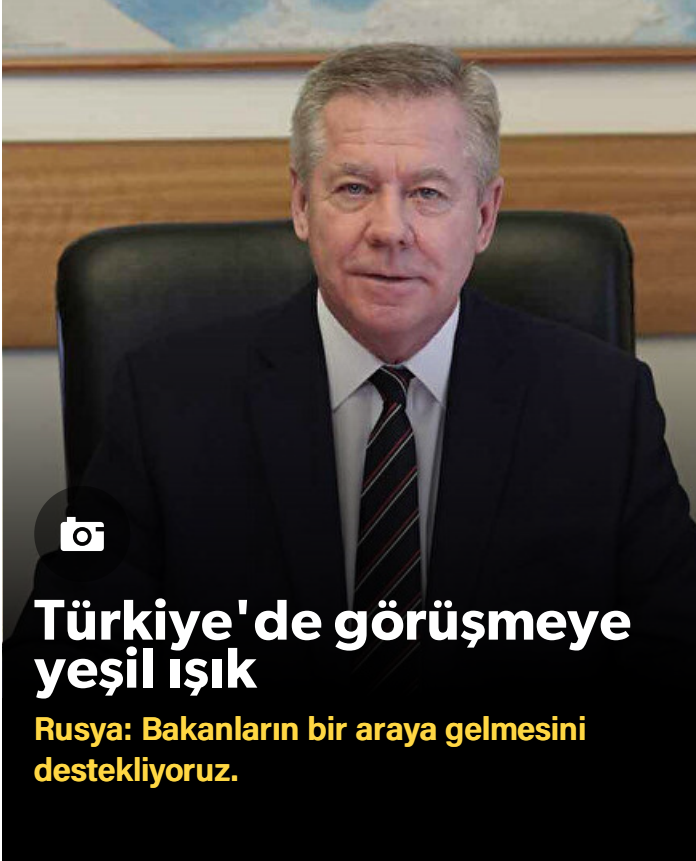 Türkiye'de görüşmeye
yeşil ışık
Rusya: Bakanların bir araya gelmesini
destekliyoruz.